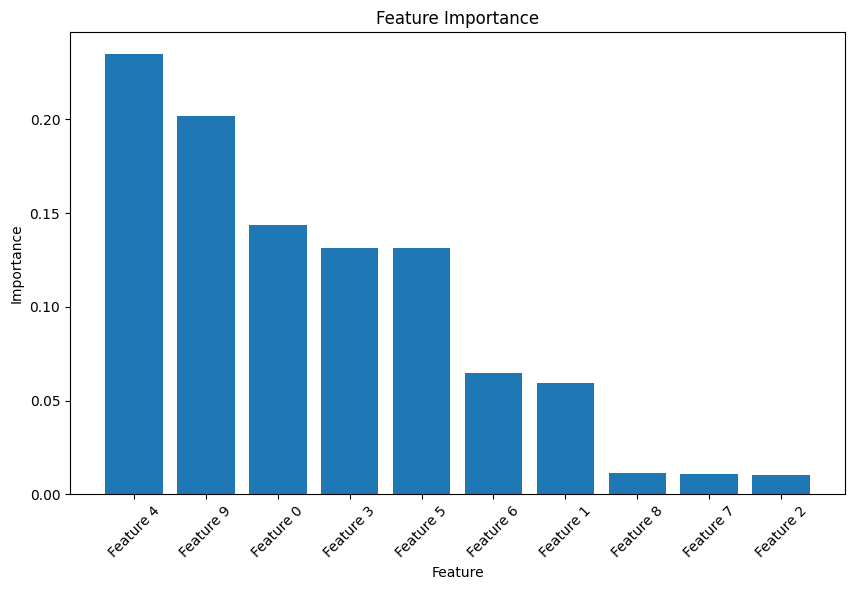 Feature Importance
Importance
0.20
0.15
0.10
0.05
0.00
Feature 4
Feature 9
Feature 0
Feature 3
Feature 5
Feature 6
Feature 1
Feature 8
Feature 7
Feature 2
Feature